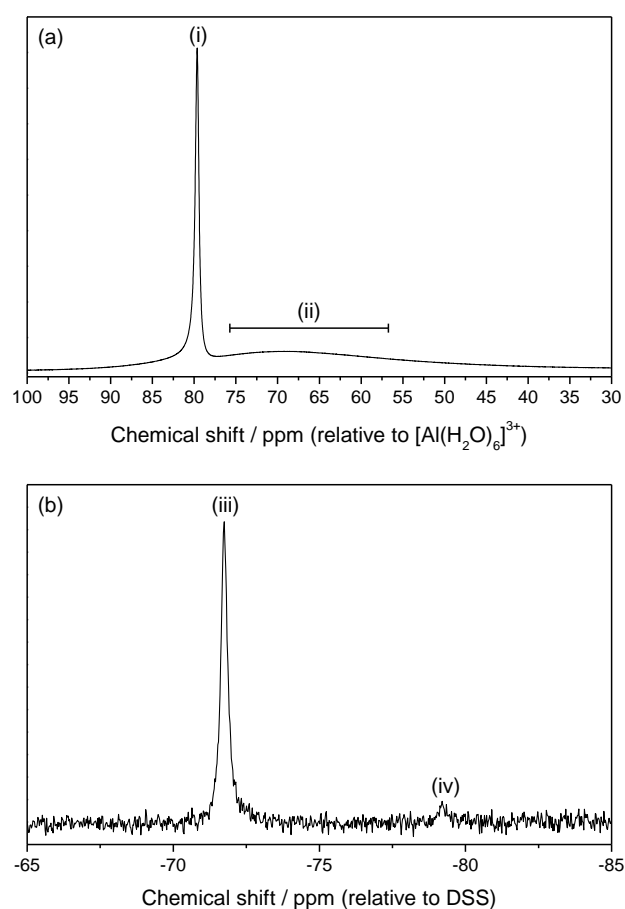 (a)
(i)
(ii)
100 95 90 85 80 75 70 65 60 55 50 45 40 35 30
Chemical shift / ppm (relative to [Al(H₂O)₆]³⁺)
(b)
(iii)
(iv)
-65 -70 -75 -80 -85
Chemical shift / ppm (relative to DSS)